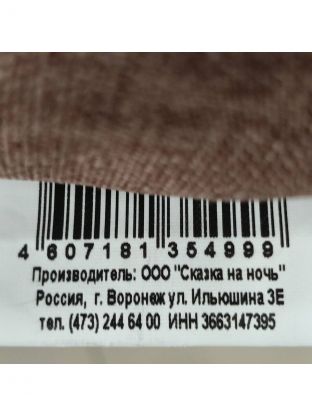 4 607181 354999
Производитель: ООО "Сказка на ночь"
Россия, г. Воронеж ул. Ильюшина 3Е
тел. (473) 244 64 00 ИНН 3663147395